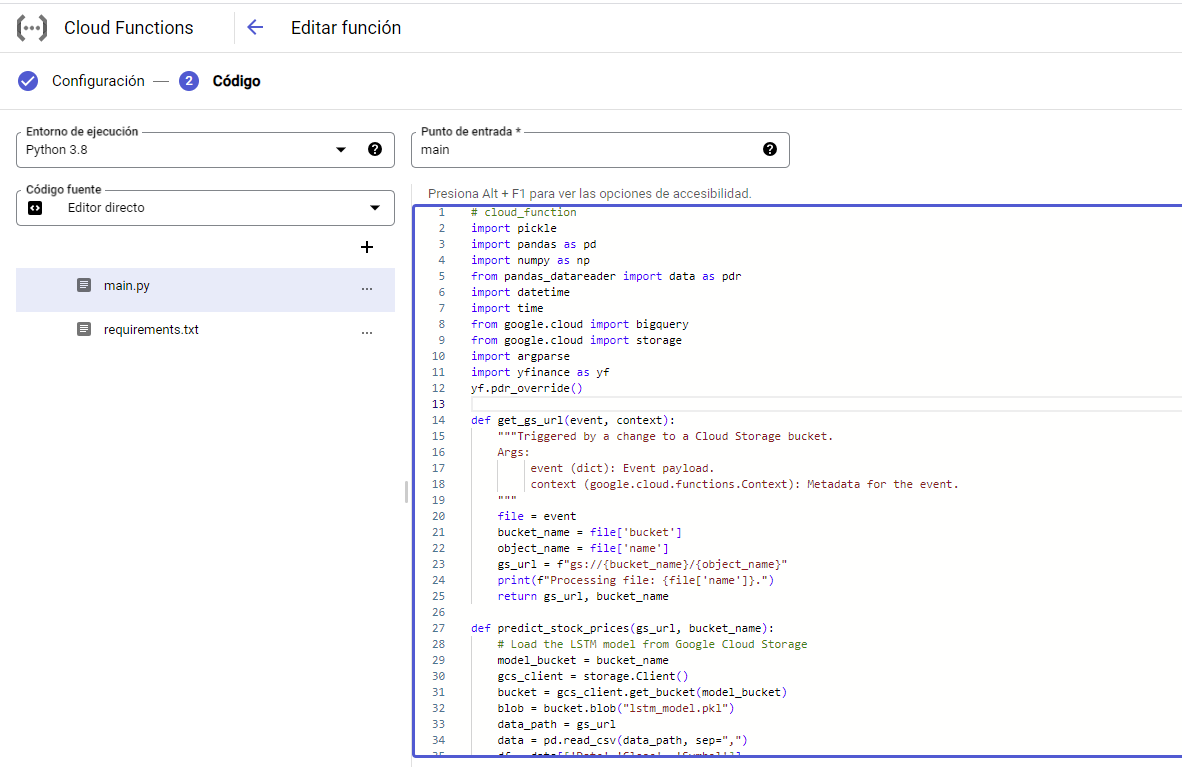 Cloud Functions
Editar función
Configuración
2
Código
Entorno de ejecución
Python 3.8
Punto de entrada *
main
Código fuente
Editor directo
main.py
requirements.txt
Presiona Alt + F1 para ver las opciones de accesibilidad.
1 # cloud_function
2 import pickle
3 import pandas as pd
4 import numpy as np
5 from pandas_datareader import data as pdr
6 import datetime
7 import time
8 from google.cloud import bigquery
9 from google.cloud import storage
10 import argparse
11 import yfinance as yf
12 yf.pdr_override()
13
14 def get_gs_url(event, context):
15 """Triggered by a change to a Cloud Storage bucket.
16 Args:
17 event (dict): Event payload.
18 context (google.cloud.functions.Context): Metadata for the event.
19 """
20 file = event
21 bucket_name = file['bucket']
22 object_name = file['name']
23 gs_url = f"gs://{bucket_name}/{object_name}"
24 print(f"Processing file: {file['name']}.")
25 return gs_url, bucket_name
26
27 def predict_stock_prices(gs_url, bucket_name):
28 # Load the LSTM model from Google Cloud Storage
29 model_bucket = bucket_name
30 gcs_client = storage.Client()
31 bucket = gcs_client.get_bucket(model_bucket)
32 blob = bucket.blob("lstm_model.pkl")
33 data_path = gs_url
34 data = pd.read_csv(data_path, sep=",")